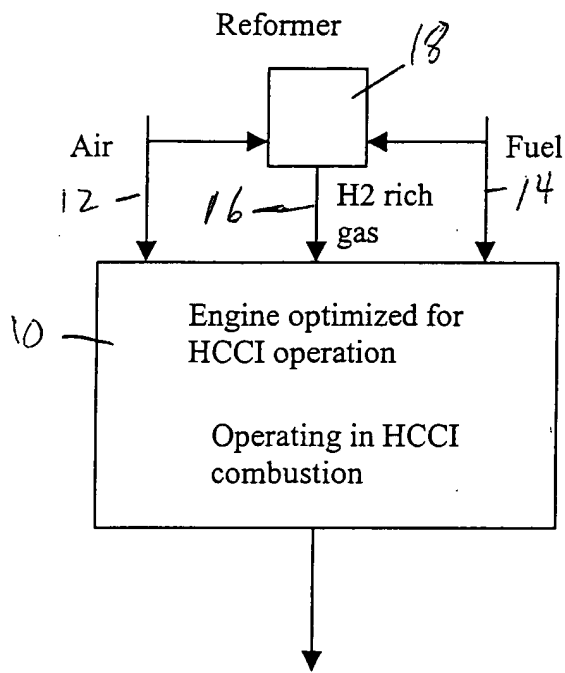 Reformer
18
Air
Fuel
12
16
H2 rich
gas
14
10
Engine optimized for
HCCI operation
Operating in HCCI
combustion